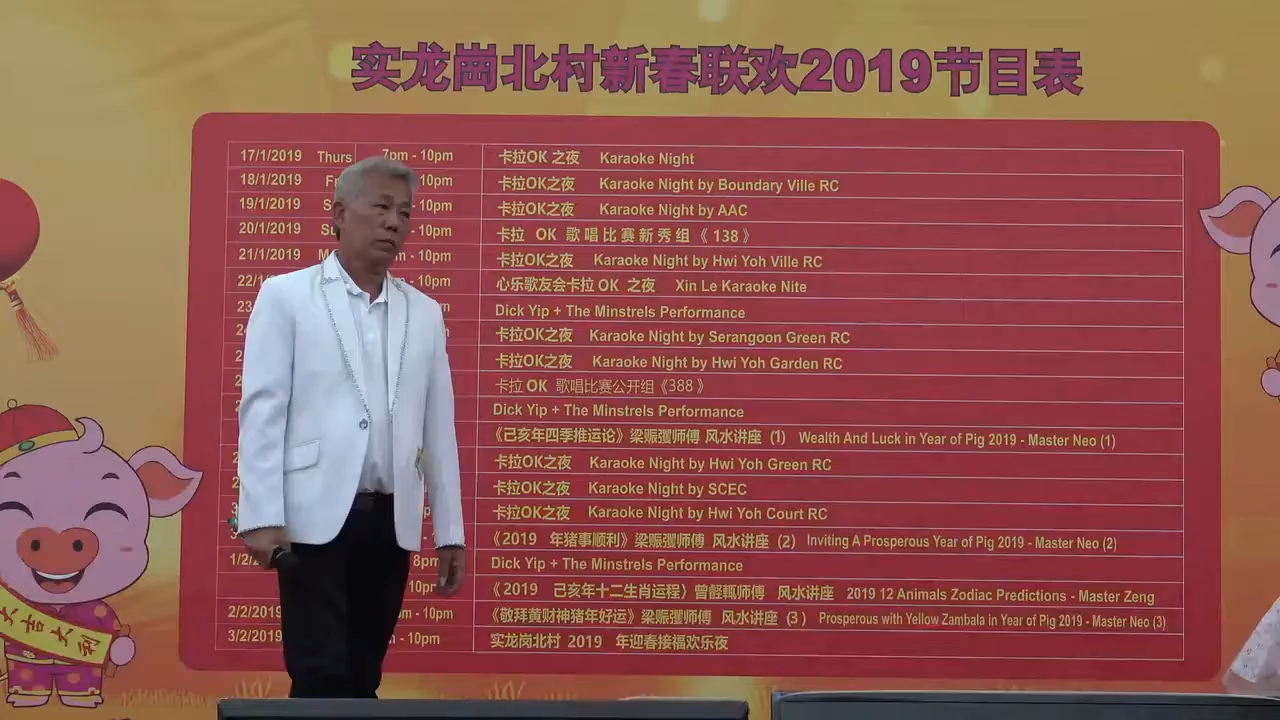 实龙岗北村新春联欢2019节目表
17/1/2019 Thurs 7pm - 10pm 卡拉OK 之夜 Karaoke Night
18/1/2019 10pm 卡拉OK之夜 Karaoke Night by Boundary Ville RC
19/1/2019 10pm 卡拉OK之夜 Karaoke Night by AAC
20/1/2019 - 10pm 卡拉 OK 歌唱比赛新秀组《 138 》
21/1/2019 - 10pm 卡拉OK之夜 Karaoke Night by Hwi Yoh Ville RC
- 10pm 心乐歌友会卡拉 OK 之夜 Xin Le Karaoke Nite
Dick Yip + The Minstrels Performance
卡拉OK之夜 Karaoke Night by Serangoon Green RC
卡拉OK之夜 Karaoke Night by Hwi Yoh Garden RC
卡拉 OK 歌唱比赛公开组《388 》
Dick Yip + The Minstrels Performance
《己亥年四季推运论》梁赈彏师傅 风水讲座 (1) Wealth And Luck in Year of Pig 2019 - Master Neo (1)
卡拉OK之夜 Karaoke Night by Hwi Yoh Green RC
卡拉OK之夜 Karaoke Night by SCEC
卡拉OK之夜 Karaoke Night by Hwi Yoh Court RC
《2019 年猪事顺利》梁赈彏师傅 风水讲座 (2) Inviting A Prosperous Year of Pig 2019 - Master Neo (2)
8pm Dick Yip + The Minstrels Performance
《 2019 己亥年十二生肖运程》 师傅 风水讲座 2019 12 Animals Zodiac Predictions - Master Zeng
2/2/2019 - 10pm 《敬拜黄财神猪年好运》梁赈彏师傅 风水讲座 (3 ) Prosperous with Yellow Zambala in Year of Pig 2019 - Master Neo (3)
3/2/2019 - 10pm 实龙岗北村 2019 年迎春接福欢乐夜
大吉大利